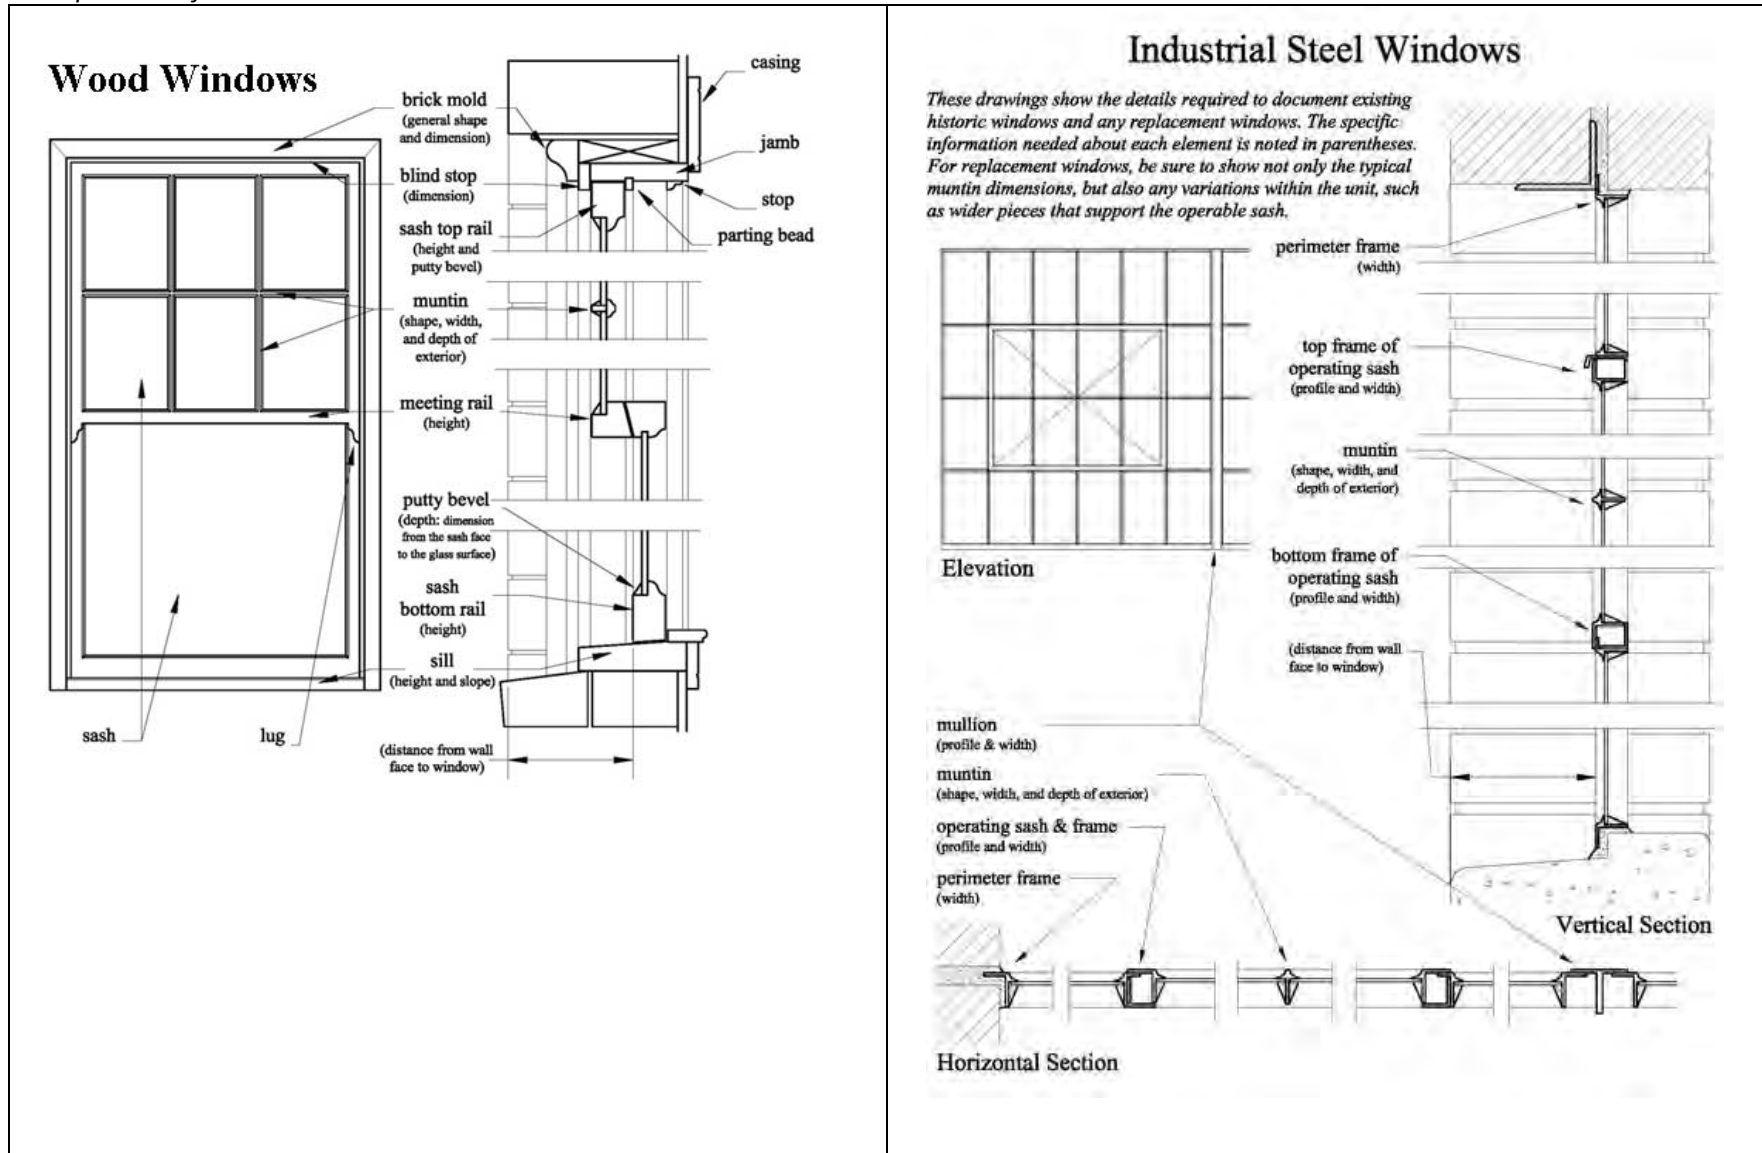 Wood Windows
brick mold
(general shape
and dimension)
blind stop
(dimension)
sash top rail
(height and
putty bevel)
muntin
(shape, width,
and depth of
exterior)
meeting rail
(height)
putty bevel
(depth: dimension
from the sash face
to the glass surface)
sash
bottom rail
(height)
sill
(height and slope)
sash
lug
(distance from wall
face to window)
casing
jamb
stop
parting bead
Industrial Steel Windows
These drawings show the details required to document existing
historic windows and any replacement windows. The specific
information needed about each element is noted in parentheses.
For replacement windows, be sure to show not only the typical
muntin dimensions, but also any variations within the unit, such
as wider pieces that support the operable sash.
perimeter frame
(width)
top frame of
operating sash
(profile and width)
muntin
(shape, width, and
depth of exterior)
bottom frame of
operating sash
(profile and width)
(distance from wall
face to window)
Elevation
mullion
(profile & width)
muntin
(shape, width, and depth of exterior)
operating sash & frame
(profile and width)
perimeter frame
(width)
Vertical Section
Horizontal Section